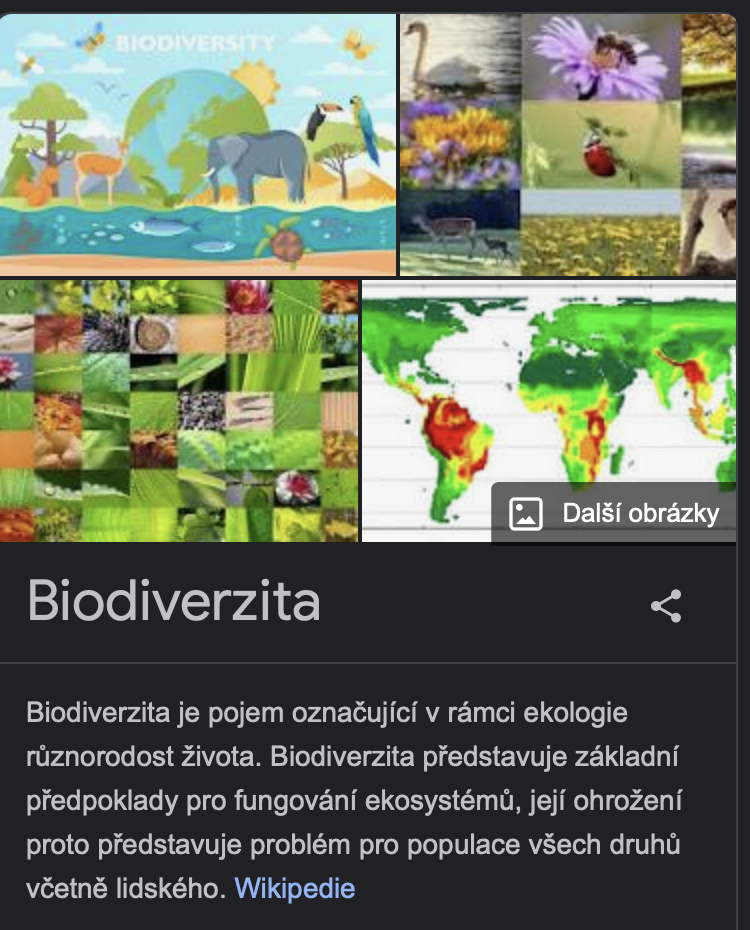 BIODIVERSITY
Další obrázky
Biodiverzita
Biodiverzita je pojem označující v rámci ekologie
různorodost života. Biodiverzita představuje základní
předpoklady pro fungování ekosystémů, její ohrožení
proto představuje problém pro populace všech druhů
včetně lidského. Wikipedie